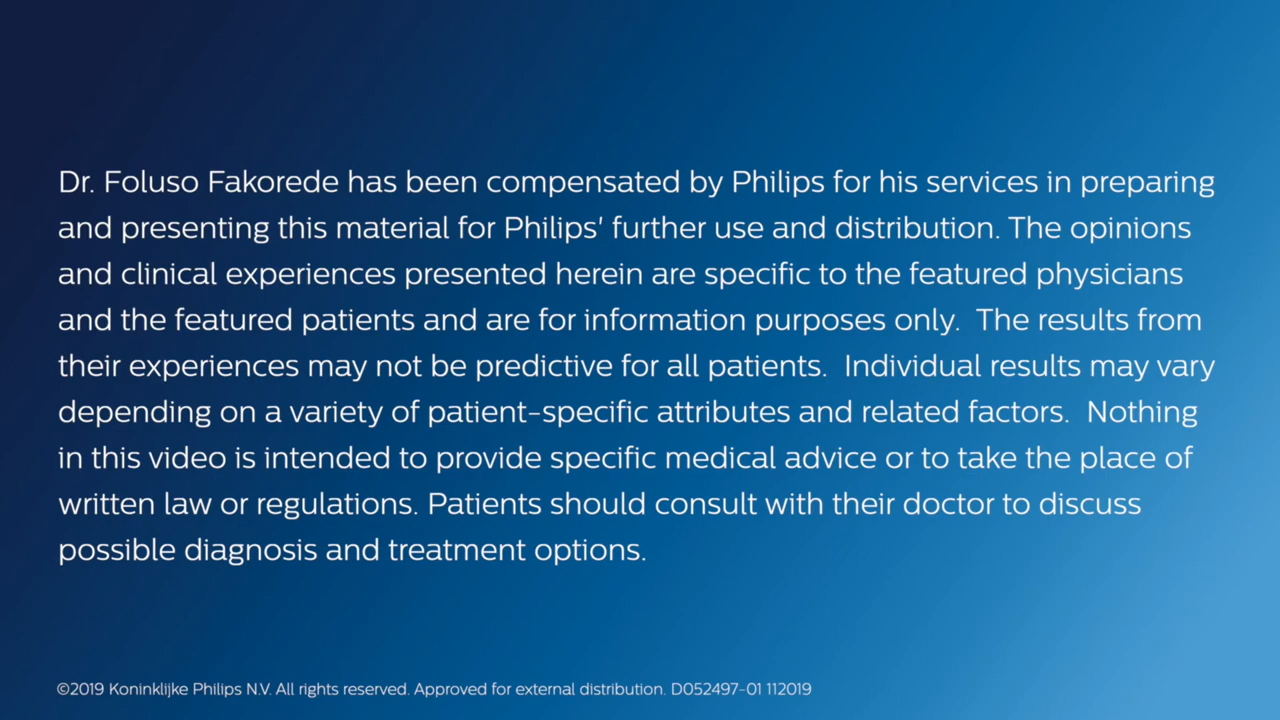 Dr. Foluso Fakorede has been compensated by Philips for his services in preparing
and presenting this material for Philips' further use and distribution. The opinions
and clinical experiences presented herein are specific to the featured physicians
and the featured patients and are for information purposes only.  The results from
their experiences may not be predictive for all patients.  Individual results may vary
depending on a variety of patient-specific attributes and related factors.  Nothing
in this video is intended to provide specific medical advice or to take the place of
written law or regulations. Patients should consult with their doctor to discuss
possible diagnosis and treatment options.
©2019 Koninklijke Philips N.V. All rights reserved. Approved for external distribution. D052497-01 112019